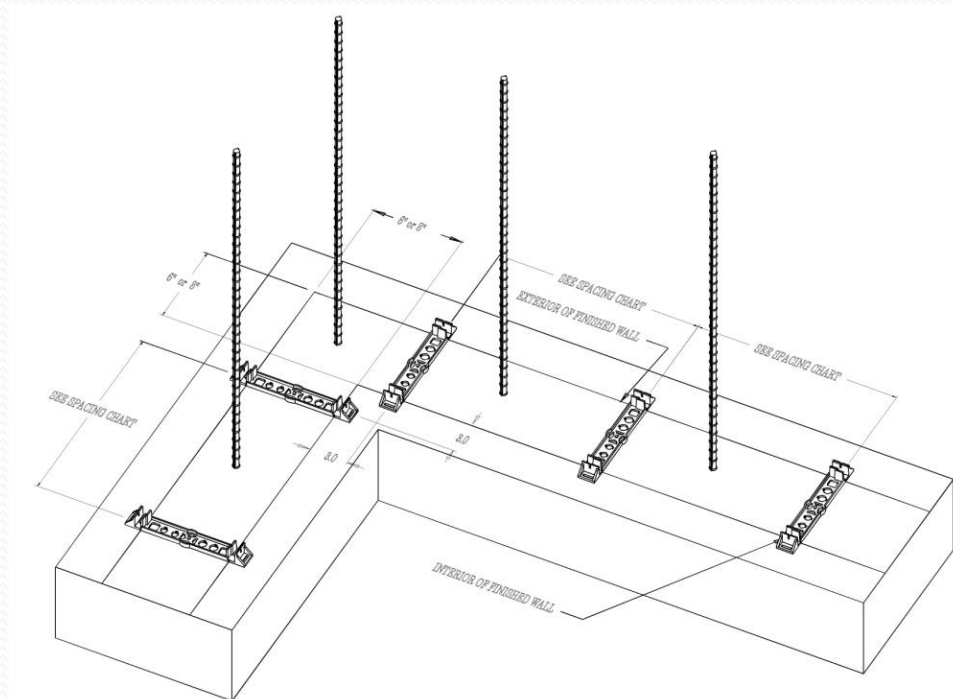 6" or 8"
6" or 8"
SEE SPACING CHART
EXTERIOR OF FINISHED WALL
SEE SPACING CHART
SEE SPACING CHART
3.0
3.0
INTERIOR OF FINISHED WALL